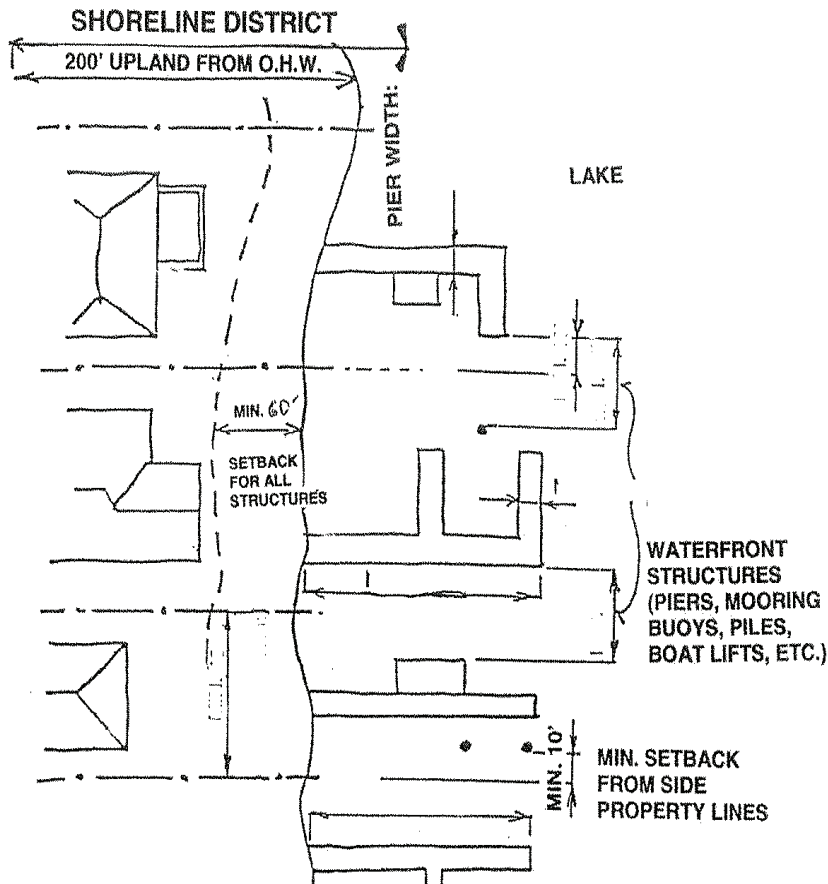 SHORELINE DISTRICT
200' UPLAND FROM O.H.W.
PIER WIDTH:
LAKE
MIN. 60'
SETBACK
FOR ALL
STRUCTURES
WATERFRONT
STRUCTURES
(PIERS, MOORING
BUOYS, PILES,
BOAT LIFTS, ETC.)
MIN. 10'
MIN. SETBACK
FROM SIDE
PROPERTY LINES